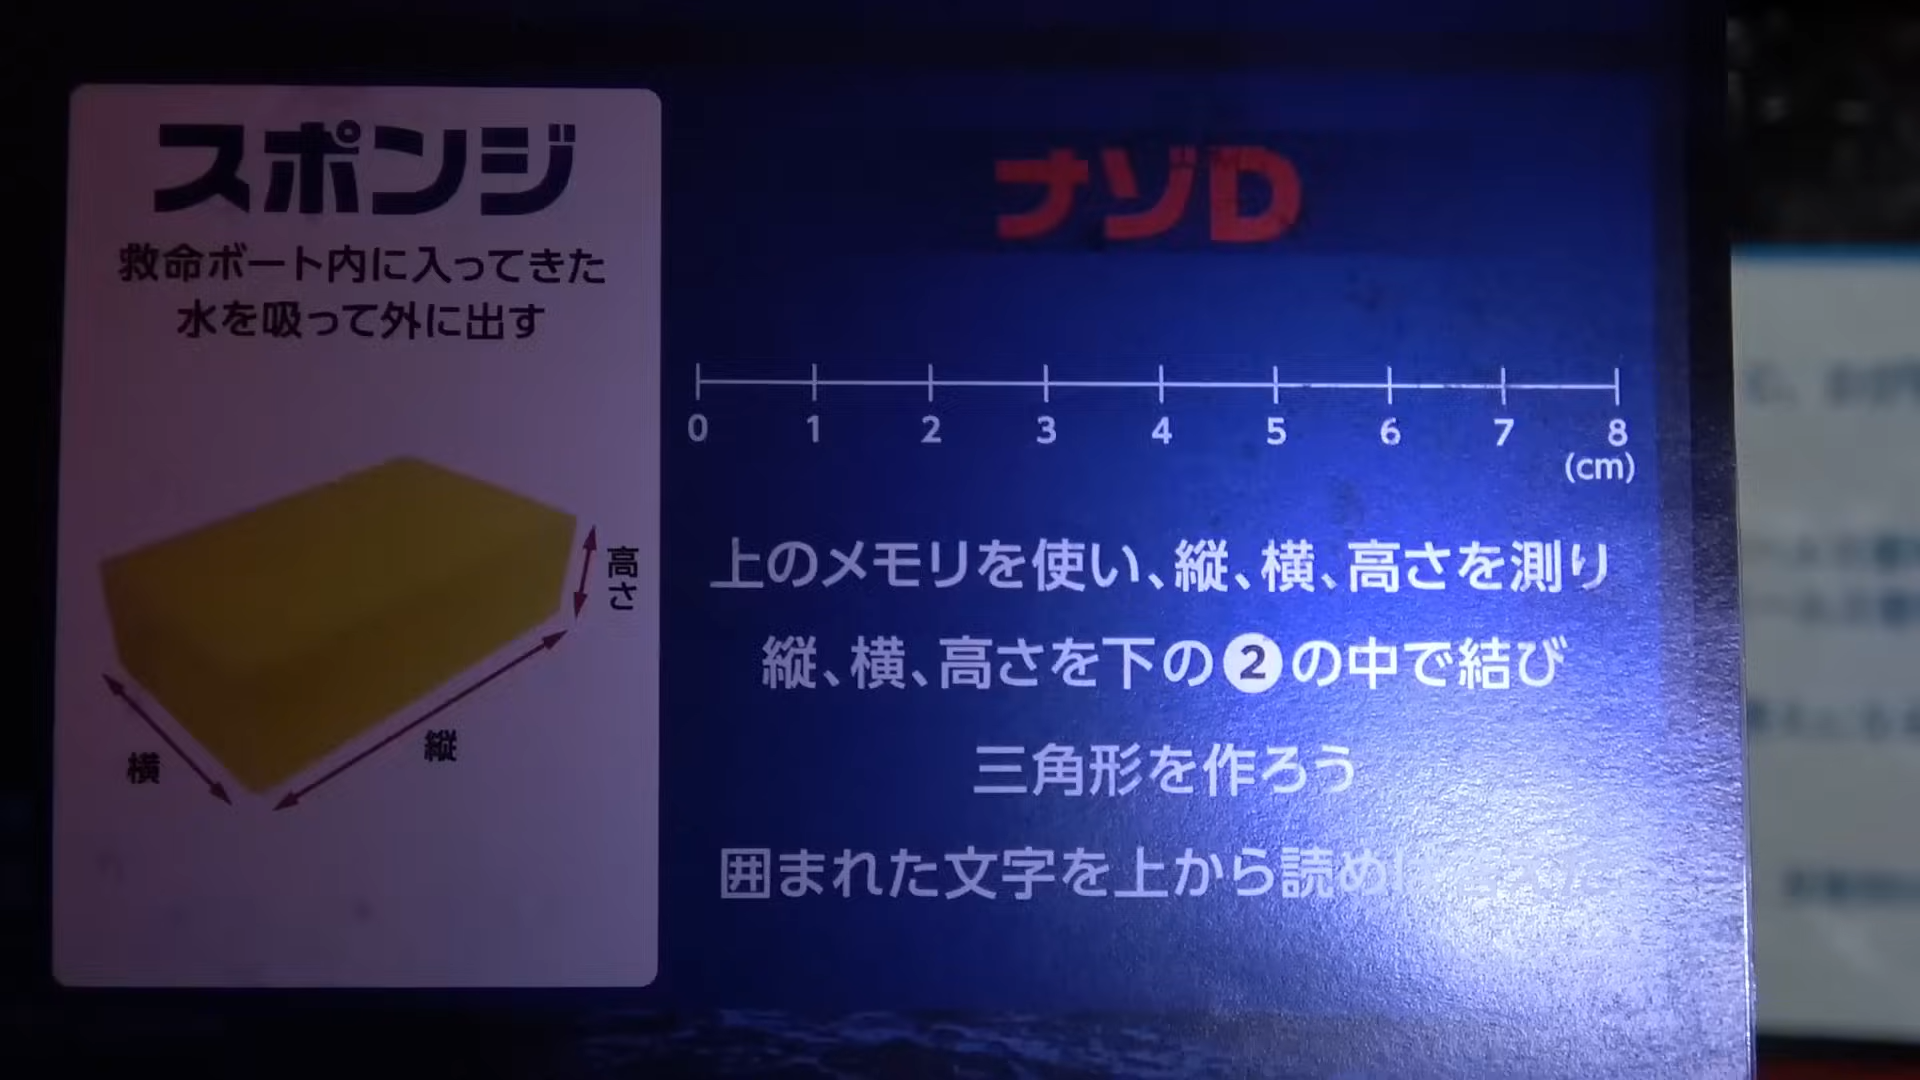 スポンジ
救命ボート内に入ってきた
水を吸って外に出す
高さ
縦
横
ナゾD
0 1 2 3 4 5 6 7 8
(cm)
上のメモリを使い、縦、横、高さを測り
縦、横、高さを下の2の中で結び
三角形を作ろう
囲まれた文字を上から読め